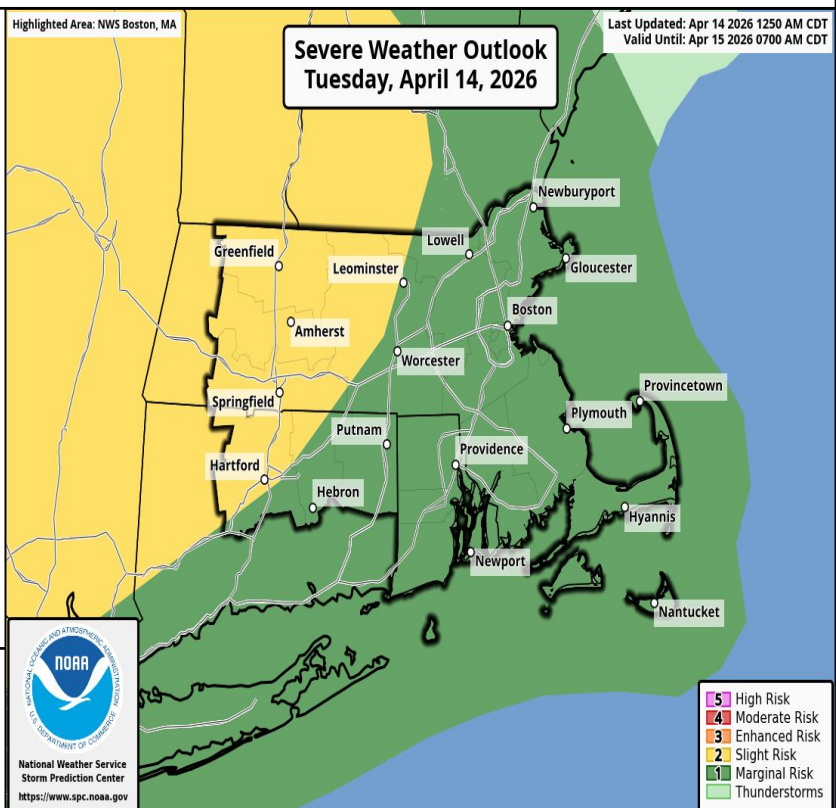 Highlighted Area: NWS Boston, MA
Severe Weather Outlook
Tuesday, April 14, 2026
Last Updated: Apr 14 2026 1250 AM CDT
Valid Until: Apr 15 2026 0700 AM CDT
Newburyport
Lowell
Greenfield
Leominster
Gloucester
Boston
Amherst
Worcester
Provincetown
Springfield
Plymouth
Putnam
Providence
Hartford
Hebron
Hyannis
Newport
Nantucket
NATIONAL OCEANIC AND ATMOSPHERIC ADMINISTRATION
NOAA
U.S. DEPARTMENT OF COMMERCE
National Weather Service
Storm Prediction Center
https://www.spc.noaa.gov
5 High Risk
4 Moderate Risk
3 Enhanced Risk
2 Slight Risk
1 Marginal Risk
Thunderstorms